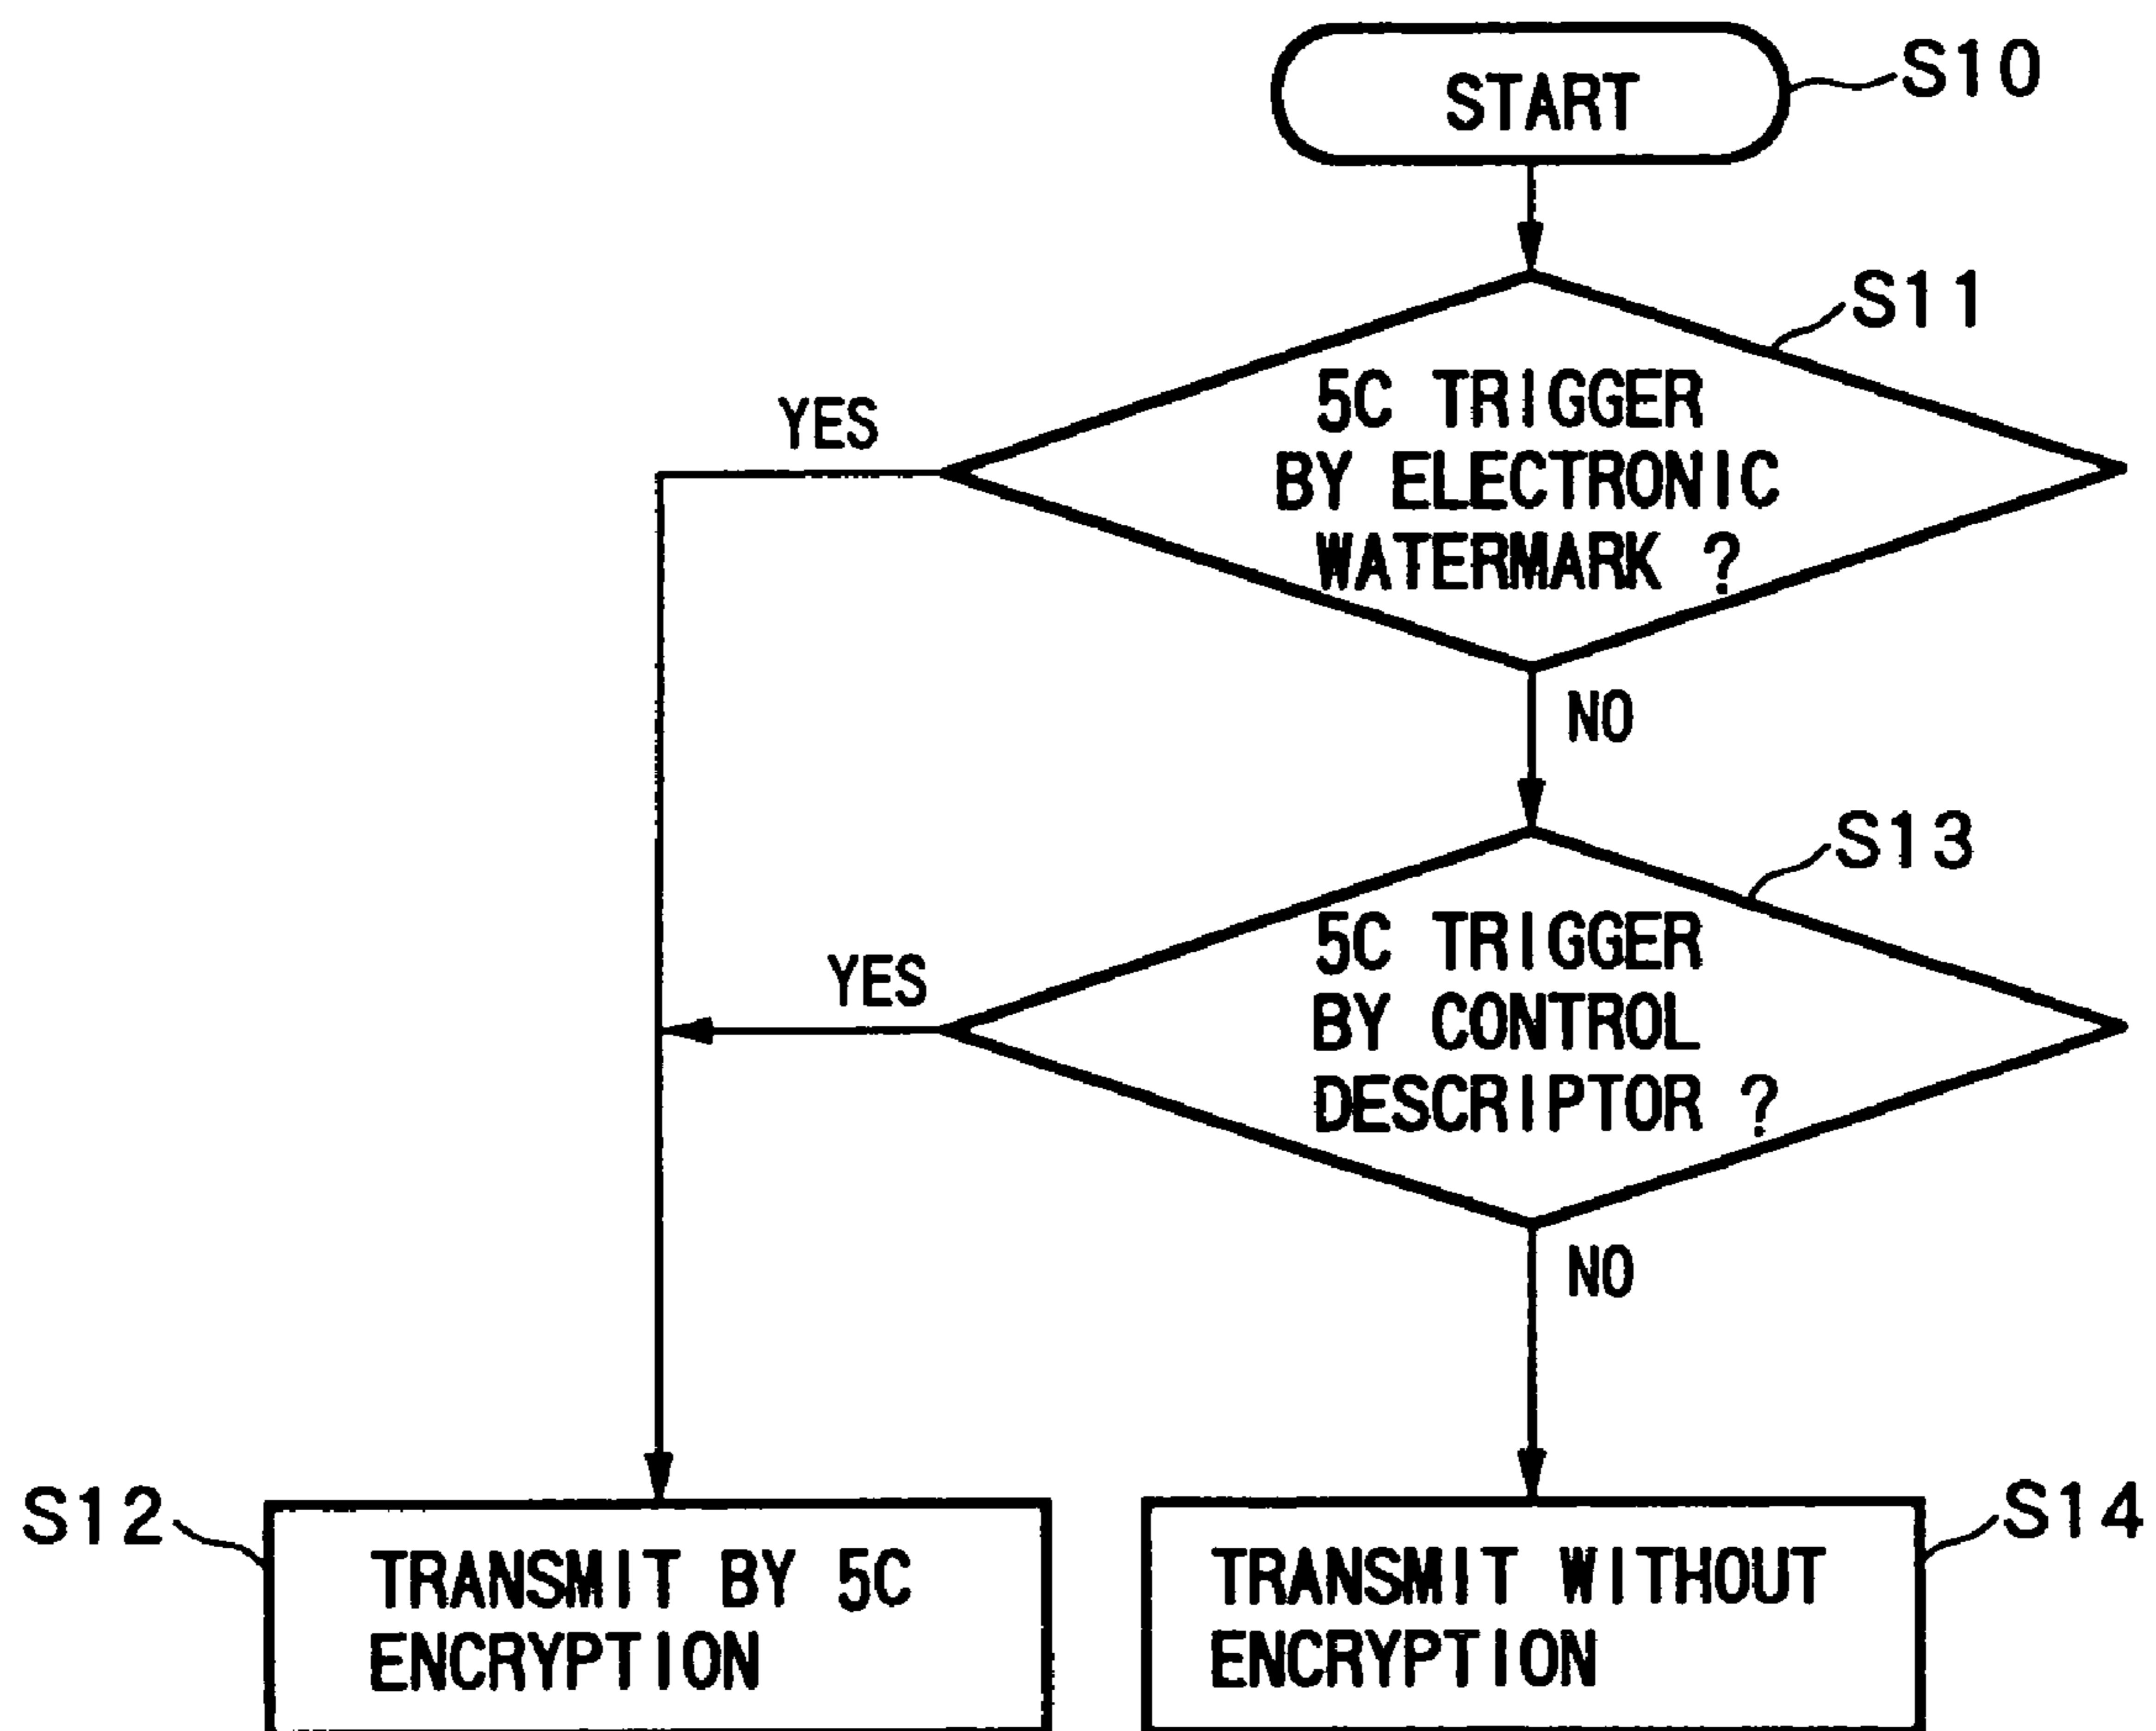 START
S10
S11
5C TRIGGER
BY ELECTRONIC
WATERMARK ?
YES
NO
S13
5C TRIGGER
BY CONTROL
DESCRIPTOR ?
YES
NO
S12
TRANSMIT BY 5C
ENCRYPTION
S14
TRANSMIT WITHOUT
ENCRYPTION